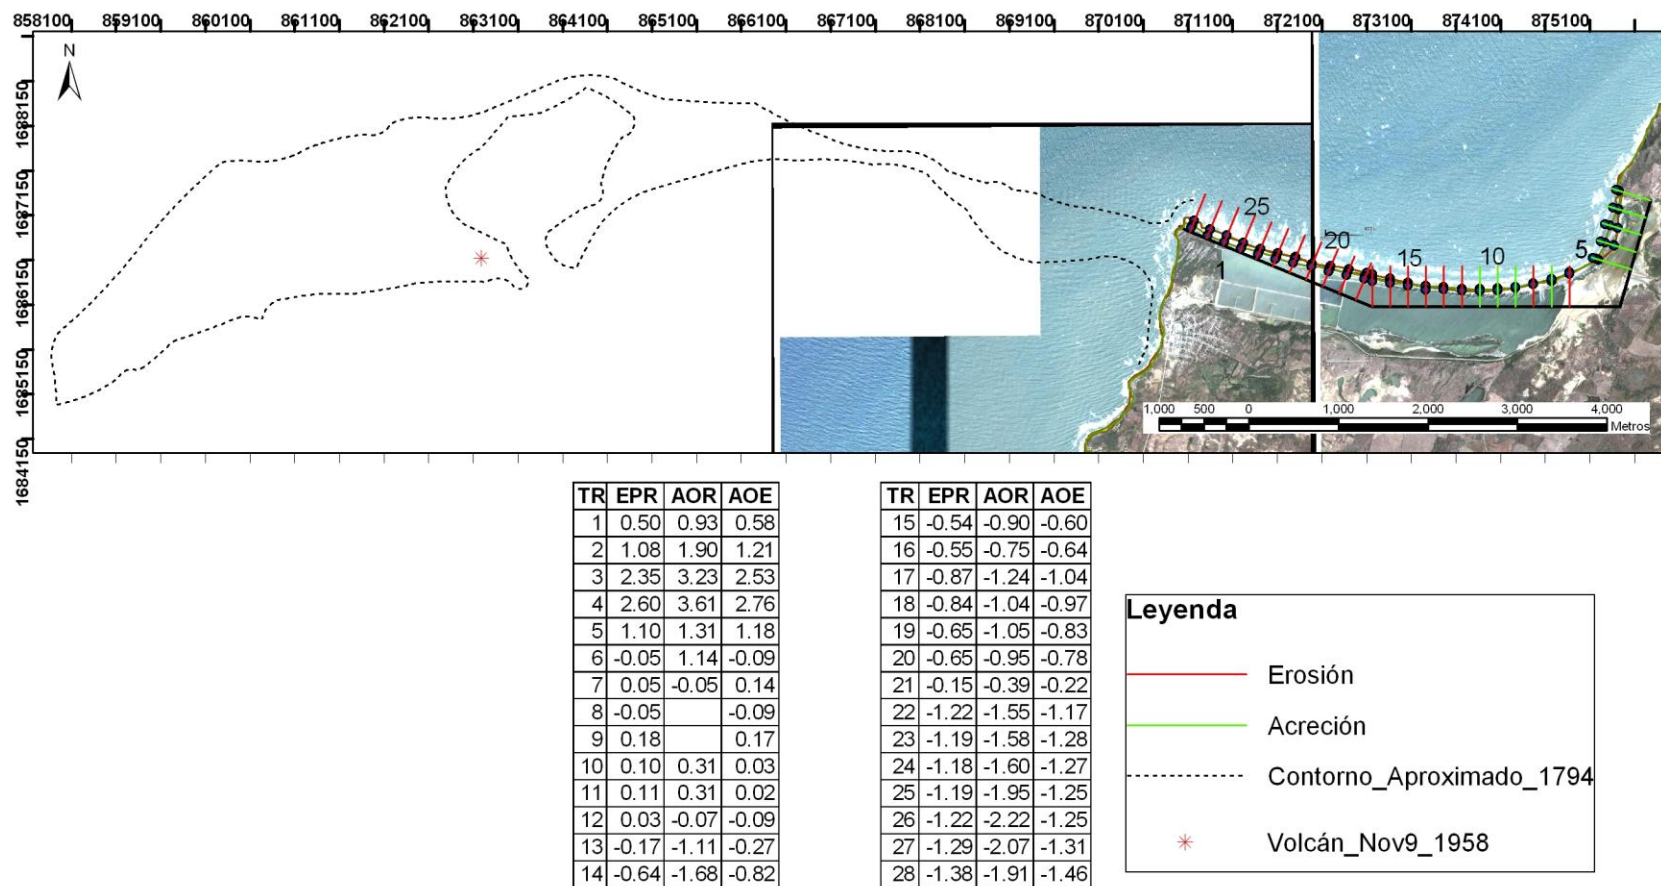 858100 859100 860100 861100 862100 863100 864100 865100 866100 867100 868100 869100 870100 871100 872100 873100 874100 875100
N
1688150
1687150
1686150
1685150
1684150
25
20
15
10
5
1
1,000 500 0 1,000 2,000 3,000 4,000
Metros
TR EPR AOR AOE
1 0.50 0.93 0.58
2 1.08 1.90 1.21
3 2.35 3.23 2.53
4 2.60 3.61 2.76
5 1.10 1.31 1.18
6 -0.05 1.14 -0.09
7 0.05 -0.05 0.14
8 -0.05 -0.09
9 0.18 0.17
10 0.10 0.31 0.03
11 0.11 0.31 0.02
12 0.03 -0.07 -0.09
13 -0.17 -1.11 -0.27
14 -0.64 -1.68 -0.82
TR EPR AOR AOE
15 -0.54 -0.90 -0.60
16 -0.55 -0.75 -0.64
17 -0.87 -1.24 -1.04
18 -0.84 -1.04 -0.97
19 -0.65 -1.05 -0.83
20 -0.65 -0.95 -0.78
21 -0.15 -0.39 -0.22
22 -1.22 -1.55 -1.17
23 -1.19 -1.58 -1.28
24 -1.18 -1.60 -1.27
25 -1.19 -1.95 -1.25
26 -1.22 -2.22 -1.25
27 -1.29 -2.07 -1.31
28 -1.38 -1.91 -1.46
Leyenda
Erosión
Acreción
Contorno_Aproximado_1794
Volcán_Nov9_1958